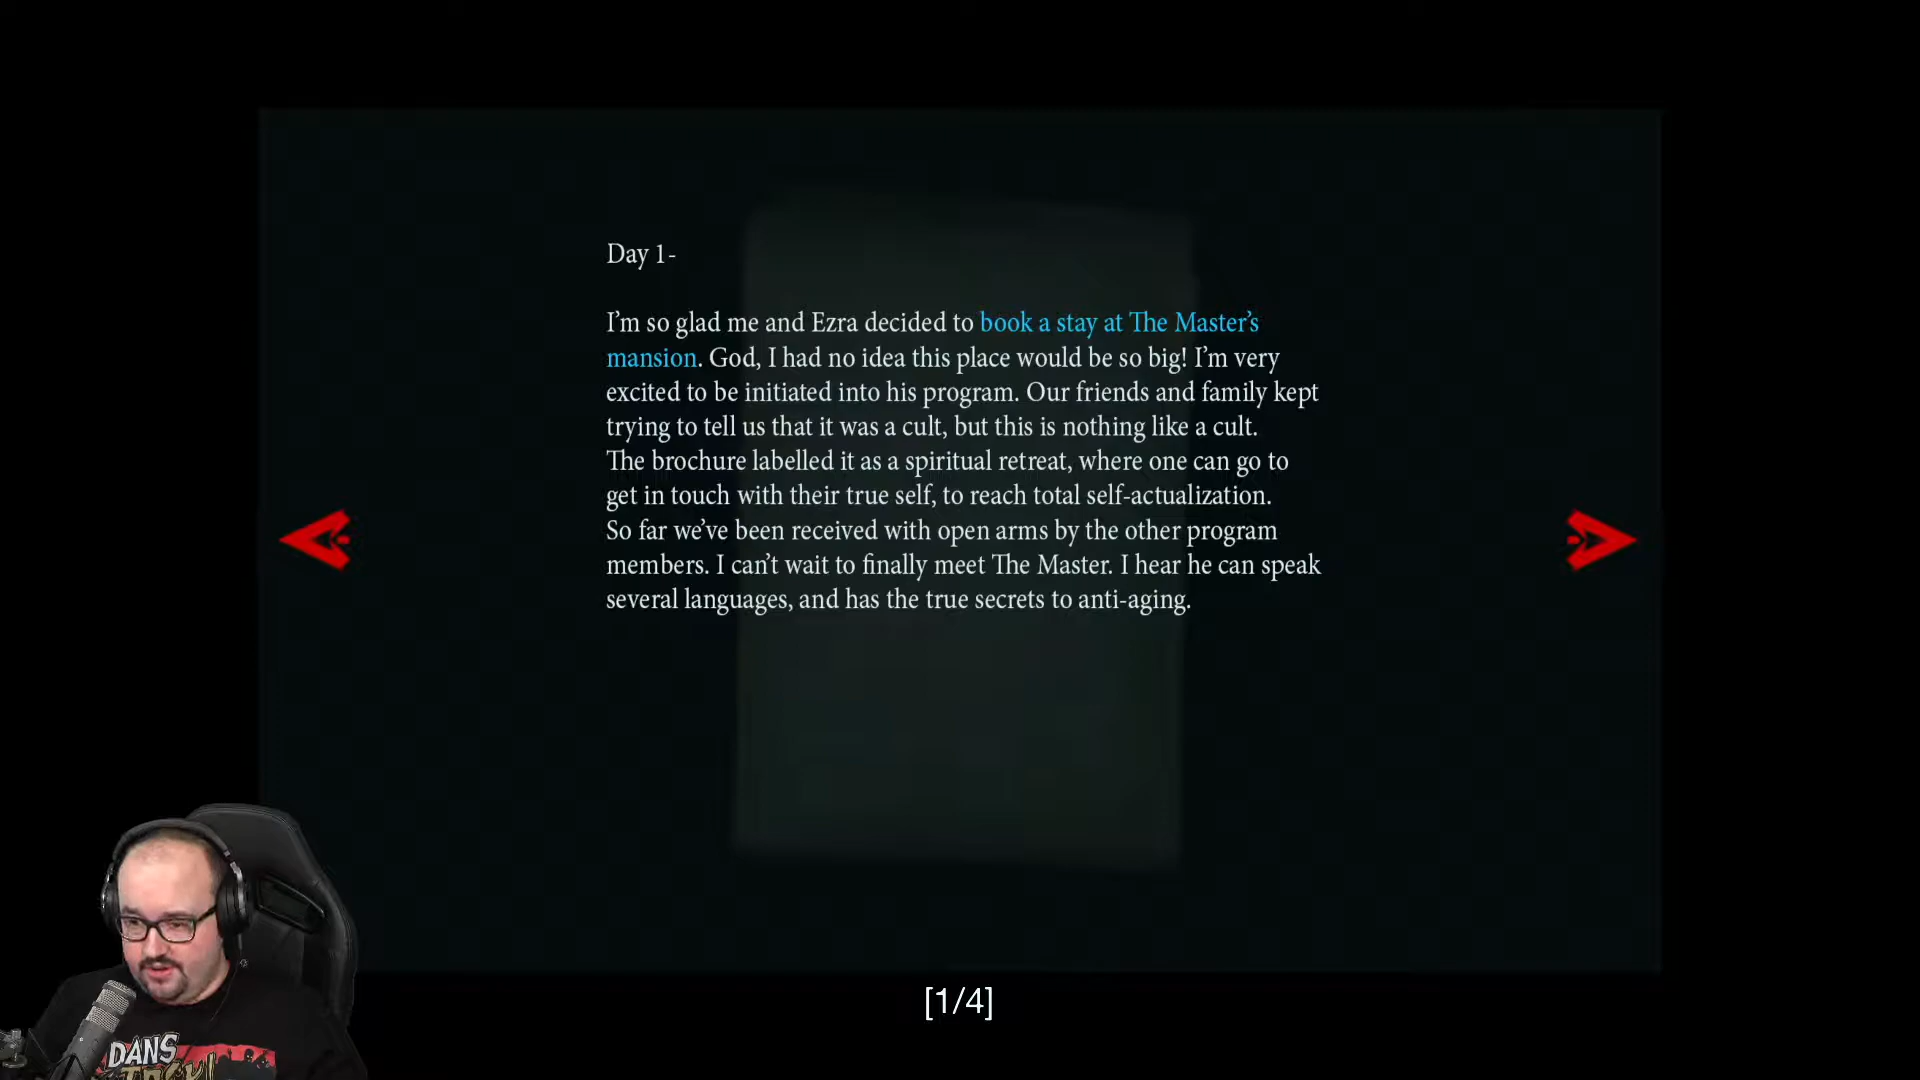 Day 1-
I'm so glad me and Ezra decided to book a stay at The Master's
mansion. God, I had no idea this place would be so big! I'm very
excited to be initiated into his program. Our friends and family kept
trying to tell us that it was a cult, but this is nothing like a cult.
The brochure labelled it as a spiritual retreat, where one can go to
get in touch with their true self, to reach total self-actualization.
So far we've been received with open arms by the other program
members. I can't wait to finally meet The Master. I hear he can speak
several languages, and has the true secrets to anti-aging.
[1/4]
DANS